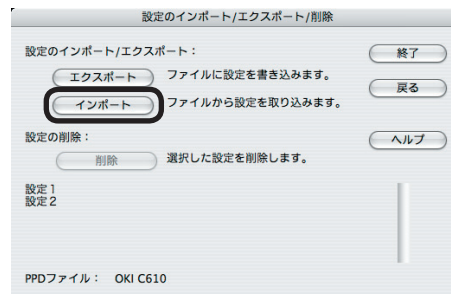 設定のインポート/エクスポート/削除
設定のインポート/エクスポート：
エクスポート ファイルに設定を書き込みます。
インポート ファイルから設定を取り込みます。
終了
戻る
設定の削除：
ヘルプ
削除 選択した設定を削除します。
設定1
設定2
PPDファイル： OKI C610